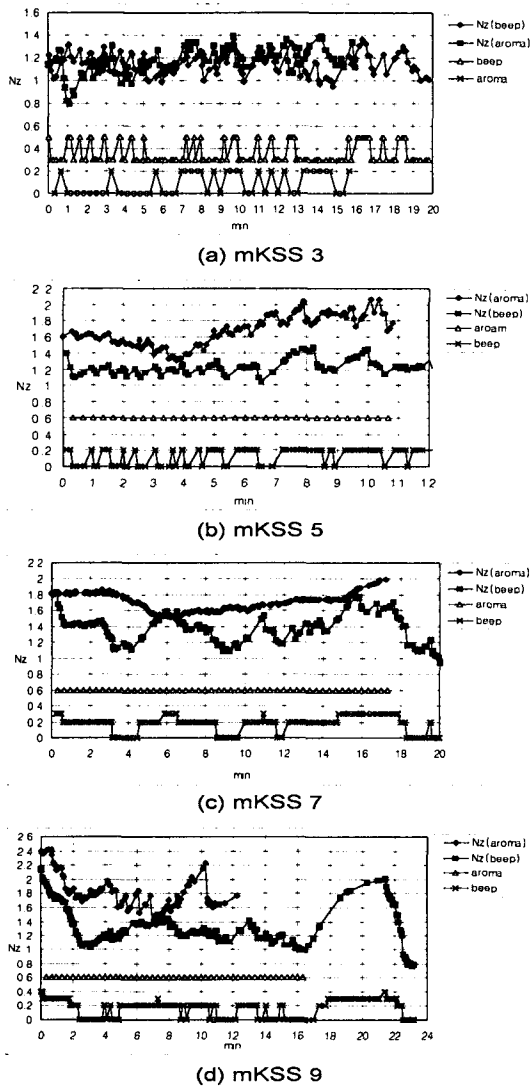 1.6
1.4
1.2
Nz 1
0.8
0.6
0.4
0.2
0
0 1 2 3 4 5 6 7 8 9 10 11 12 13 14 15 16 17 18 19 20
min
Nz(beep)
Nz(aroma)
beep
aroma
(a) mKSS 3
2 2
2
1 8
1 6
1 4
1 2
Nz 1
0 8
0 6
0 4
0 2
0
0 1 2 3 4 5 6 7 8 9 10 11 12
min
Nz(aroma)
Nz(beep)
aroam
beep
(b) mKSS 5
2 2
2
1 8
1 6
1 4
1 2
Nz 1
0 8
0 6
0 4
0 2
0
0 2 4 6 8 10 12 14 16 18 20
min
Nz(aroma)
Nz(beep)
aroma
beep
(c) mKSS 7
2.6
2.4
2.2
2
1.8
1.6
1.4
1.2
Nz 1
0.8
0.6
0.4
0.2
0
0 2 4 6 8 10 12 14 16 18 20 22 24
min
Nz(aroma)
Nz(beep)
aroma
beep
(d) mKSS 9